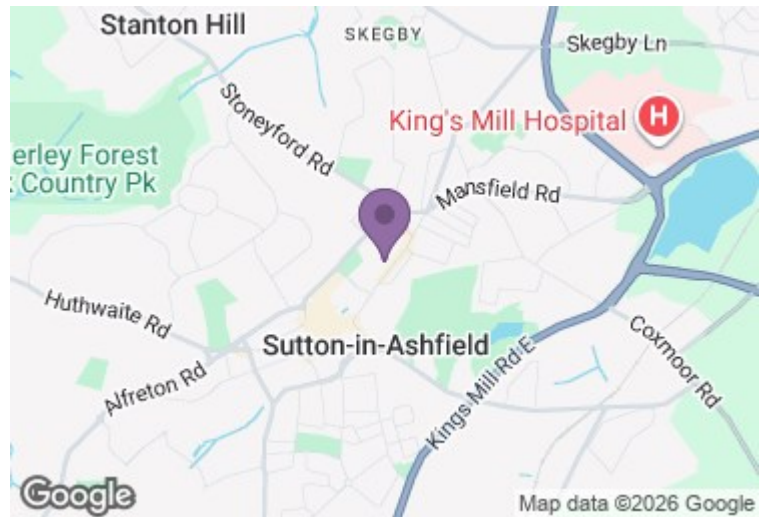 Stanton Hill
SKEGBY
Skegby Ln
Stoneyford Rd
King's Mill Hospital
H
erley Forest
k Country Pk
Mansfield Rd
Huthwaite Rd
Sutton-in-Ashfield
Coxmoor Rd
Alfreton Rd
Kings Mill Rd E
Google
Map data ©2026 Google